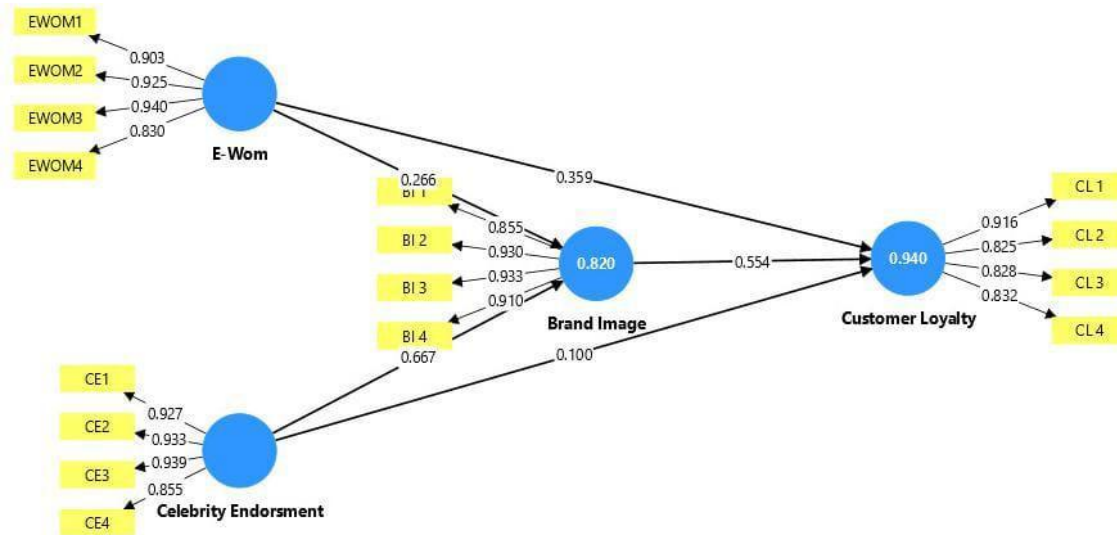 EWOM1
0.903
EWOM2
0.925
EWOM3
0.940
0.830
EWOM4
E-Wom
0.266
0.359
BI 1
0.855
BI 2
0.930
BI 3
0.933
0.910
BI 4
0.820
Brand Image
0.554
0.667
0.100
0.940
Customer Loyalty
CL 1
0.916
CL 2
0.825
0.828
CL 3
0.832
CL 4
CE1
0.927
CE2
0.933
0.939
CE3
0.855
CE4
Celebrity Endorsment